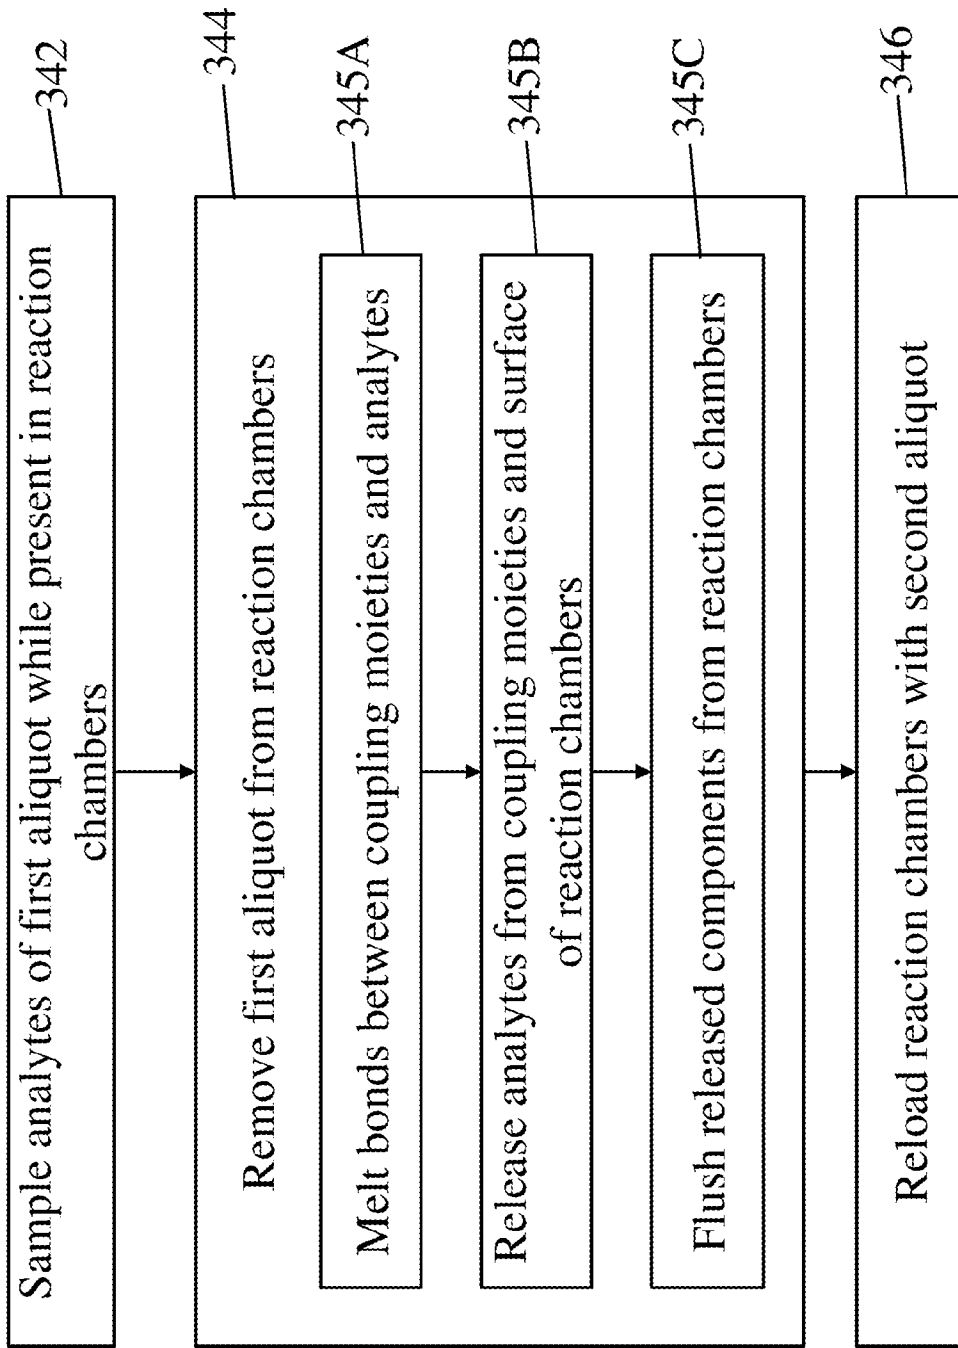 Sample analytes of first aliquot while present in reaction
chambers
342
344
Remove first aliquot from reaction chambers
345A
Melt bonds between coupling moieties and analytes
345B
Release analytes from coupling moieties and surface
of reaction chambers
345C
Flush released components from reaction chambers
346
Reload reaction chambers with second aliquot